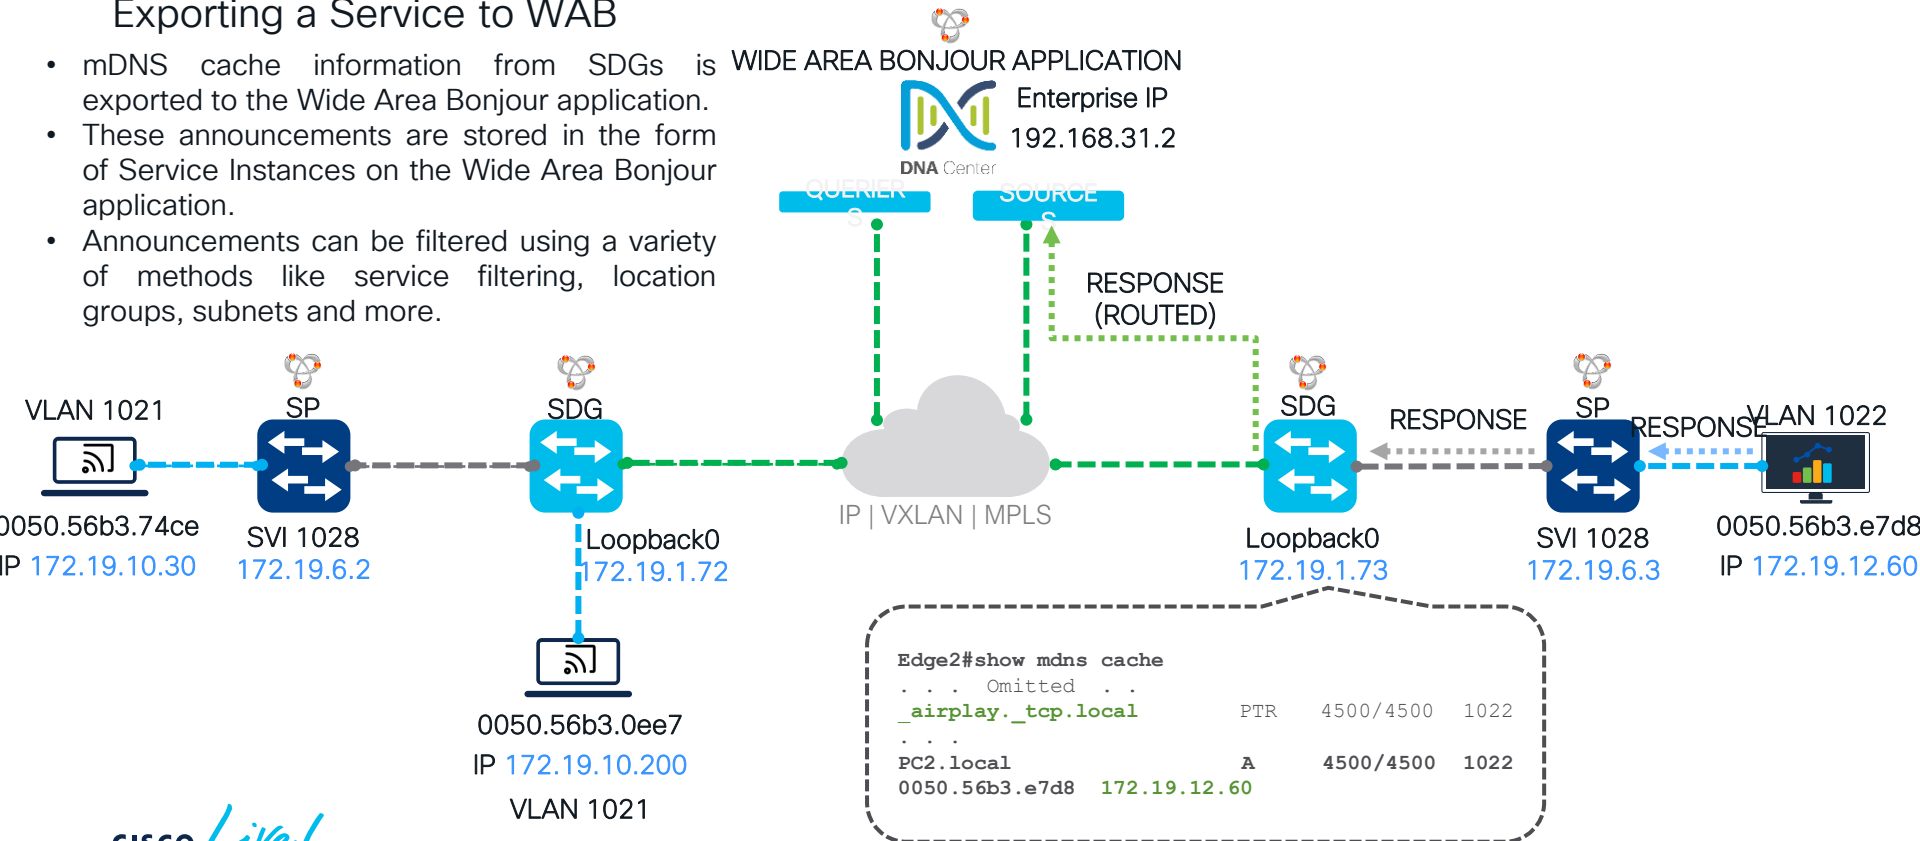 Exporting a Service to WAB
• mDNS cache information from SDGs is
exported to the Wide Area Bonjour application.
• These announcements are stored in the form
of Service Instances on the Wide Area Bonjour
application.
• Announcements can be filtered using a variety
of methods like service filtering, location
groups, subnets and more.
WIDE AREA BONJOUR APPLICATION
Enterprise IP
192.168.31.2
DNA Center
QUERIER
S
SOURCE
S
RESPONSE
(ROUTED)
VLAN 1021
SP
SDG
SDG
RESPONSE
SP
RESPONSE
VLAN 1022
IP | VXLAN | MPLS
0050.56b3.74ce
IP 172.19.10.30
SVI 1028
172.19.6.2
Loopback0
172.19.1.72
Loopback0
172.19.1.73
SVI 1028
172.19.6.3
0050.56b3.e7d8
IP 172.19.12.60
0050.56b3.0ee7
IP 172.19.10.200
VLAN 1021
Edge2#show mdns cache
. . . Omitted . .
_airplay._tcp.local PTR 4500/4500 1022
. . .
PC2.local A 4500/4500 1022
0050.56b3.e7d8 172.19.12.60
cisco Live!